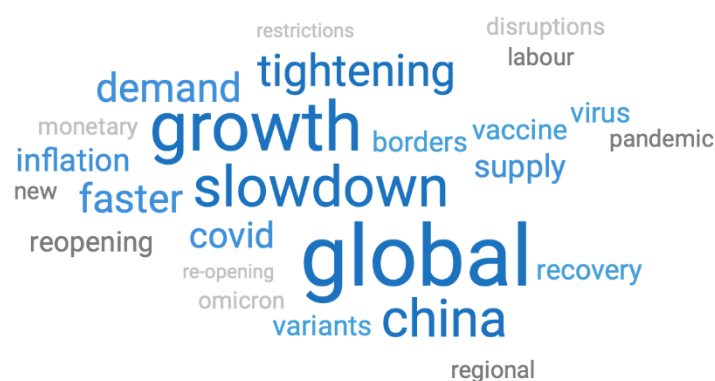 restrictions
disruptions
tightening
labour
demand
growth
monetary
borders
vaccine
virus
pandemic
inflation
supply
new
faster
slowdown
reopening
covid
global
re-opening
recovery
omicron
variants
china
regional